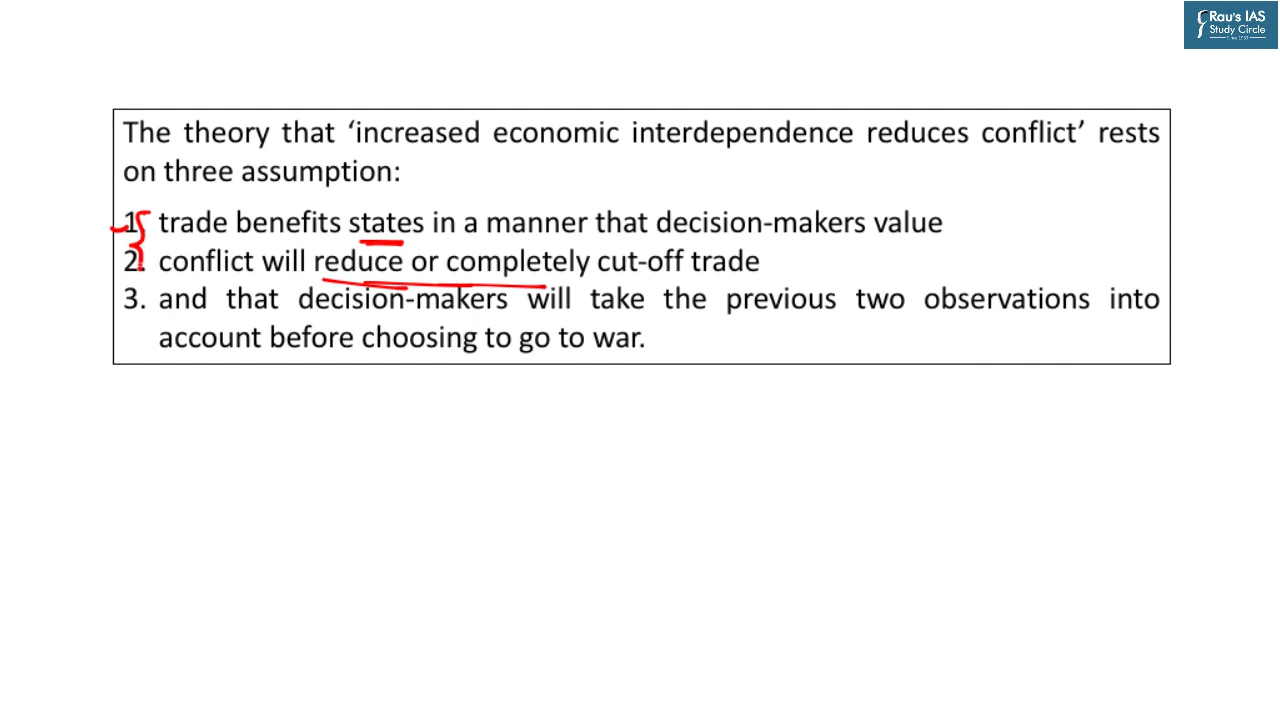 Rau's IAS
Study Circle
The theory that ‘increased economic interdependence reduces conflict’ rests
on three assumption:
1. trade benefits states in a manner that decision-makers value
2. conflict will reduce or completely cut-off trade
3. and that decision-makers will take the previous two observations into
account before choosing to go to war.